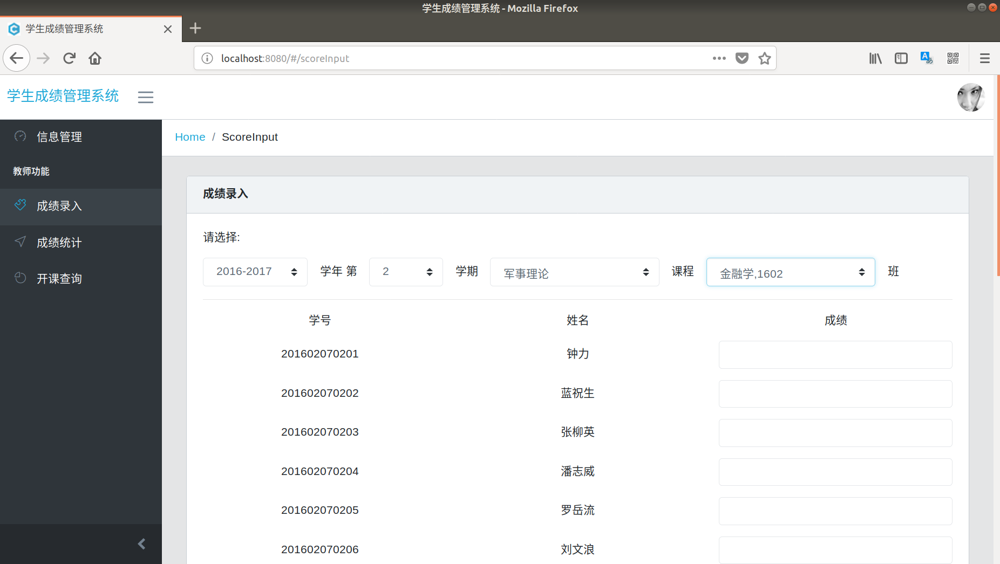 学生成绩管理系统 - Mozilla Firefox
学生成绩管理系统
localhost:8080/#/scoreInput
学生成绩管理系统
信息管理
教师功能
成绩录入
成绩统计
开课查询
Home / ScoreInput
成绩录入
请选择:
2016-2017 学年 第 2 学期 军事理论 课程 金融学,1602 班
学号 姓名 成绩
201602070201 钟力
201602070202 蓝祝生
201602070203 张柳英
201602070204 潘志威
201602070205 罗岳流
201602070206 刘文浪